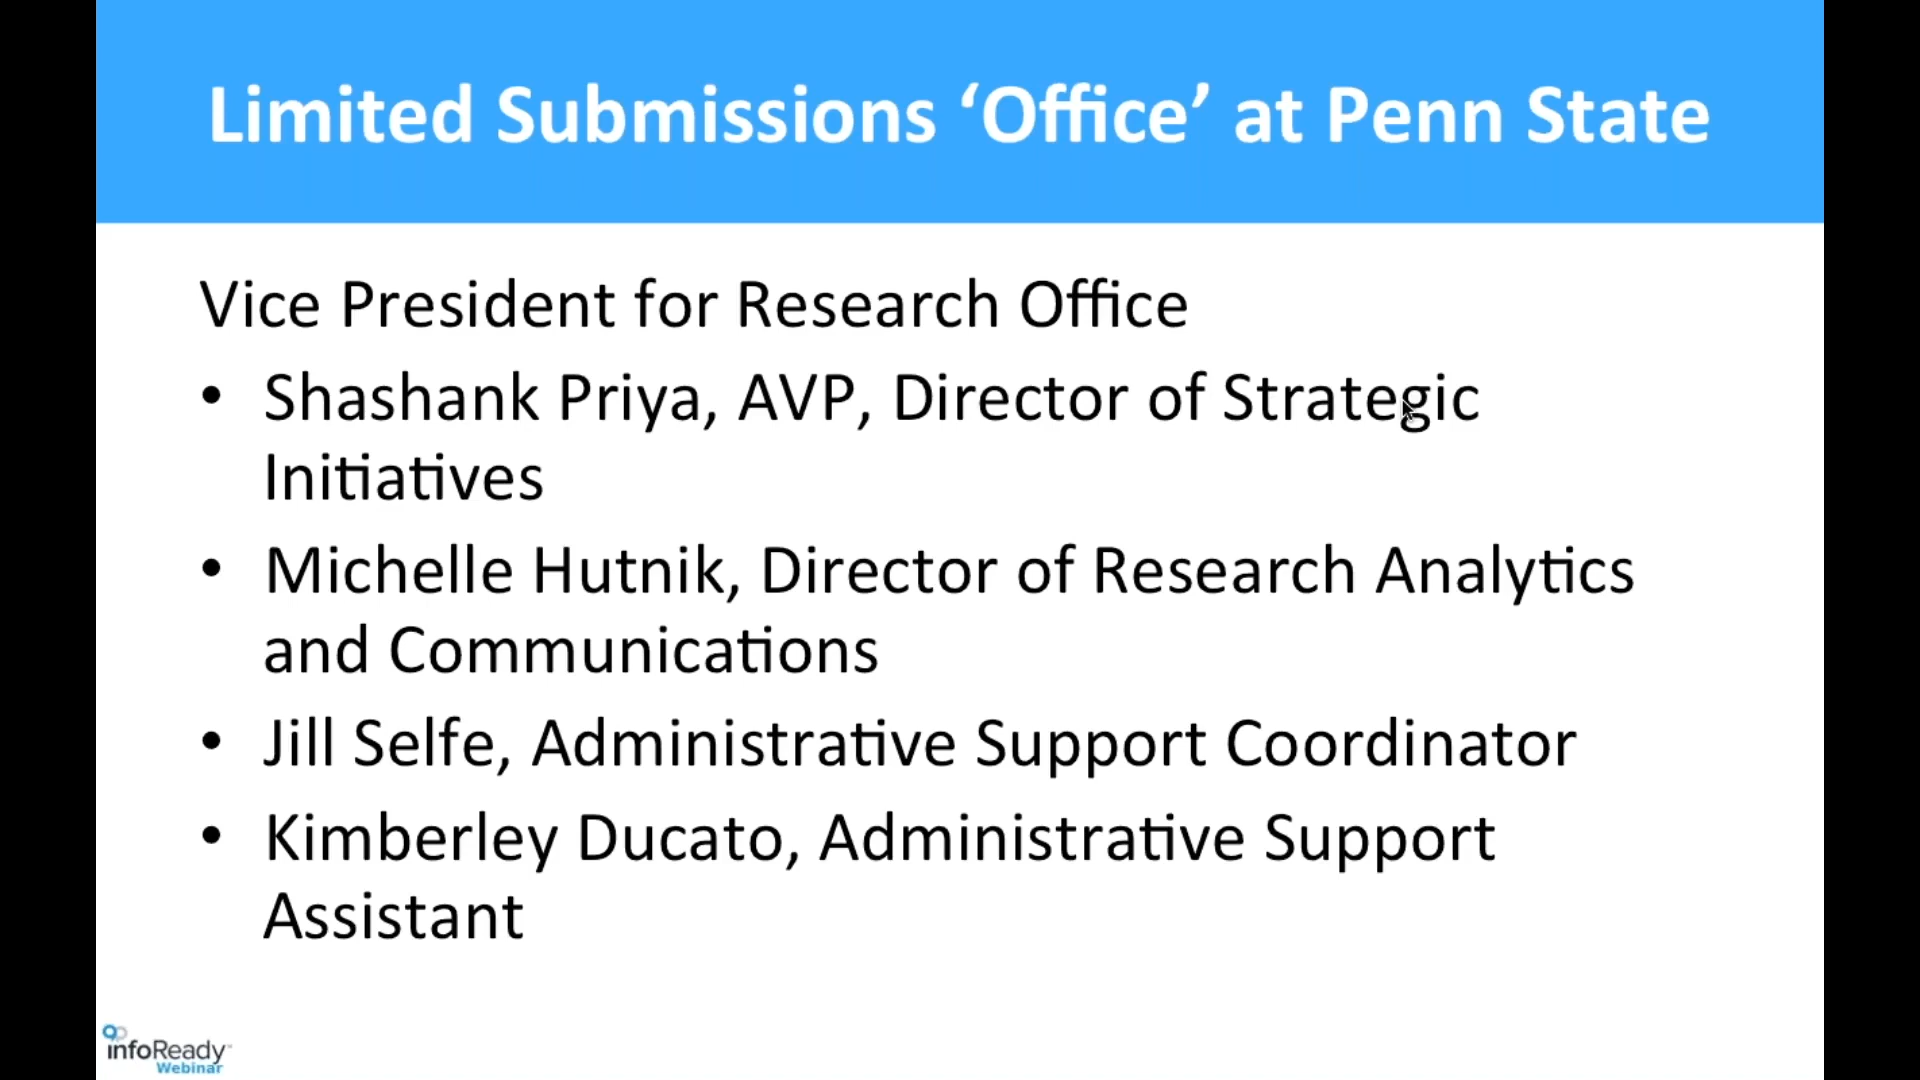 Limited Submissions ‘Office’ at Penn State
Vice President for Research Office
• Shashank Priya, AVP, Director of Strategic
Initiatives
• Michelle Hutnik, Director of Research Analytics
and Communications
• Jill Selfe, Administrative Support Coordinator
• Kimberley Ducato, Administrative Support
Assistant
infoReady
Webinar